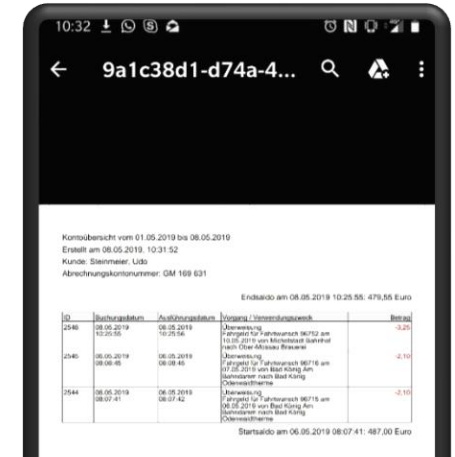 10:32
9a1c38d1-d74a-4...
Kontoübersicht vom 01.05.2019 bis 08.05.2019
Erstellt am 08.05.2019, 10:31:52
Kunde: Steinmeier, Udo
Abrechnungskontonummer: GM 169 631
Endsaldo am 08.05.2019 10:25:55: 479,55 Euro
ID Buchungsdatum Ausführungsdatum Vorgang / Verwendungszweck Betrag
2546 08.05.2019 08.05.2019 Überweisung -3,25
10:25:55 10:25:56 Fahrgeld für Fahrtwunsch 96752 am
10.05.2019 von Michelstadt Bahnhof
nach Ober-Mossau Brauerei
2545 06.05.2019 06.05.2019 Überweisung -2,10
08:08:45 08:08:45 Fahrgeld für Fahrtwunsch 96716 am
07.05.2019 von Bad König Am
Bahndamm nach Bad König
Odenwaldtherme
2544 06.05.2019 06.05.2019 Überweisung -2,10
08:07:41 08:07:42 Fahrgeld für Fahrtwunsch 96715 am
06.05.2019 von Bad König Am
Bahndamm nach Bad König
Odenwaldtherme
Startsaldo am 06.05.2019 08:07:41: 487,00 Euro